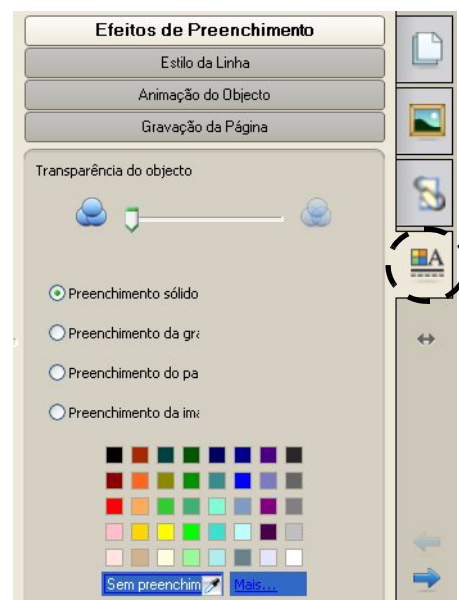 Efeitos de Preenchimento
Estilo da Linha
Animação do Objecto
Gravação da Página
Transparência do objecto
Preenchimento sólido
Preenchimento da gra
Preenchimento do pa
Preenchimento da ima
Sem preenchim
Mais...
A